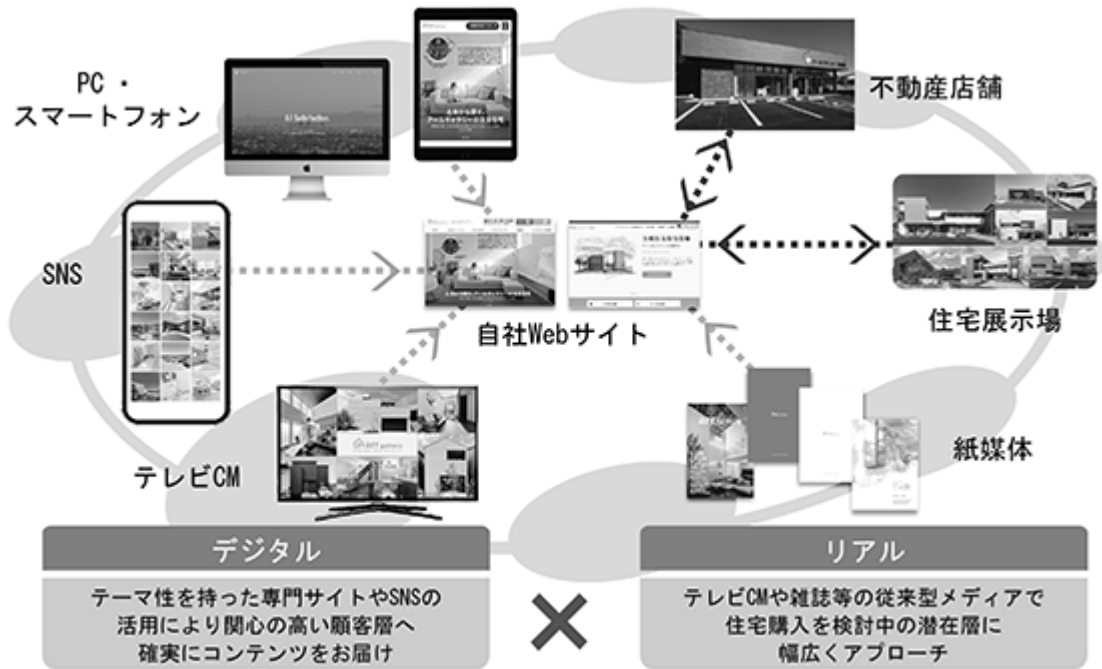 PC・
スマートフォン
不動産店舗
SNS
自社Webサイト
住宅展示場
テレビCM
紙媒体
デジタル
テーマ性を持った専門サイトやSNSの
活用により関心の高い顧客層へ
確実にコンテンツをお届け
×
リアル
テレビCMや雑誌等の従来型メディアで
住宅購入を検討中の潜在層に
幅広くアプローチ